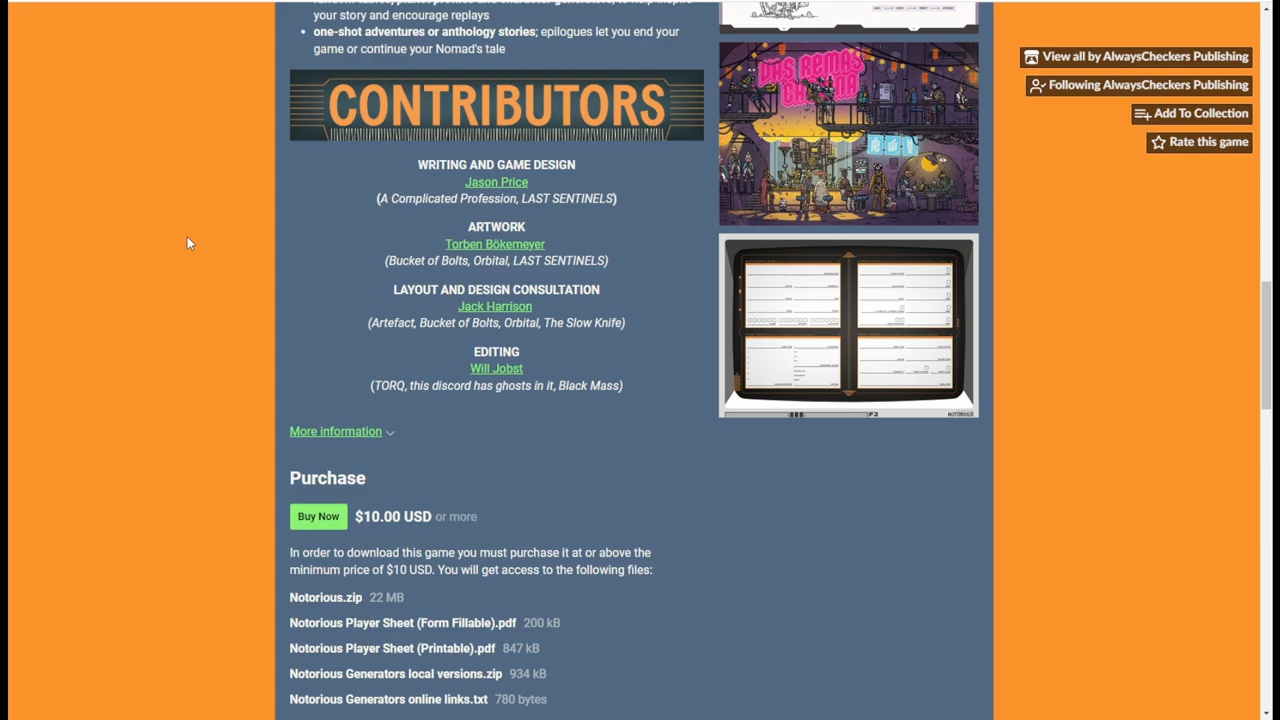 your story and encourage replays
one-shot adventures or anthology stories; epilogues let you end your
game or continue your Nomad's tale
CONTRIBUTORS
WRITING AND GAME DESIGN
Jason Price
(A Complicated Profession, LAST SENTINELS)
ARTWORK
Torben Bökemeyer
(Bucket of Bolts, Orbital, LAST SENTINELS)
LAYOUT AND DESIGN CONSULTATION
Jack Harrison
(Artefact, Bucket of Bolts, Orbital, The Slow Knife)
EDITING
Will Jobst
(TORQ, this discord has ghosts in it, Black Mass)
More information
Purchase
Buy Now $10.00 USD or more
In order to download this game you must purchase it at or above the
minimum price of $10 USD. You will get access to the following files:
Notorious.zip 22 MB
Notorious Player Sheet (Form Fillable).pdf 200 kB
Notorious Player Sheet (Printable).pdf 847 kB
Notorious Generators local versions.zip 934 kB
Notorious Generators online links.txt 780 bytes
DAS REMAS
NOTORIOUS
View all by AlwaysCheckers Publishing
Following AlwaysCheckers Publishing
Add To Collection
Rate this game